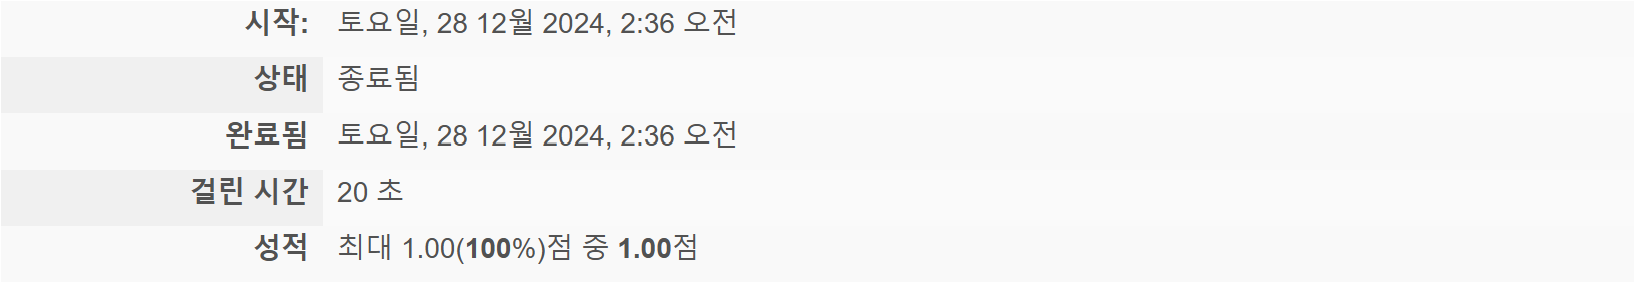 시작: 토요일, 28 12월 2024, 2:36 오전
상태 종료됨
완료됨 토요일, 28 12월 2024, 2:36 오전
걸린 시간 20 초
성적 최대 1.00(100%)점 중 1.00점